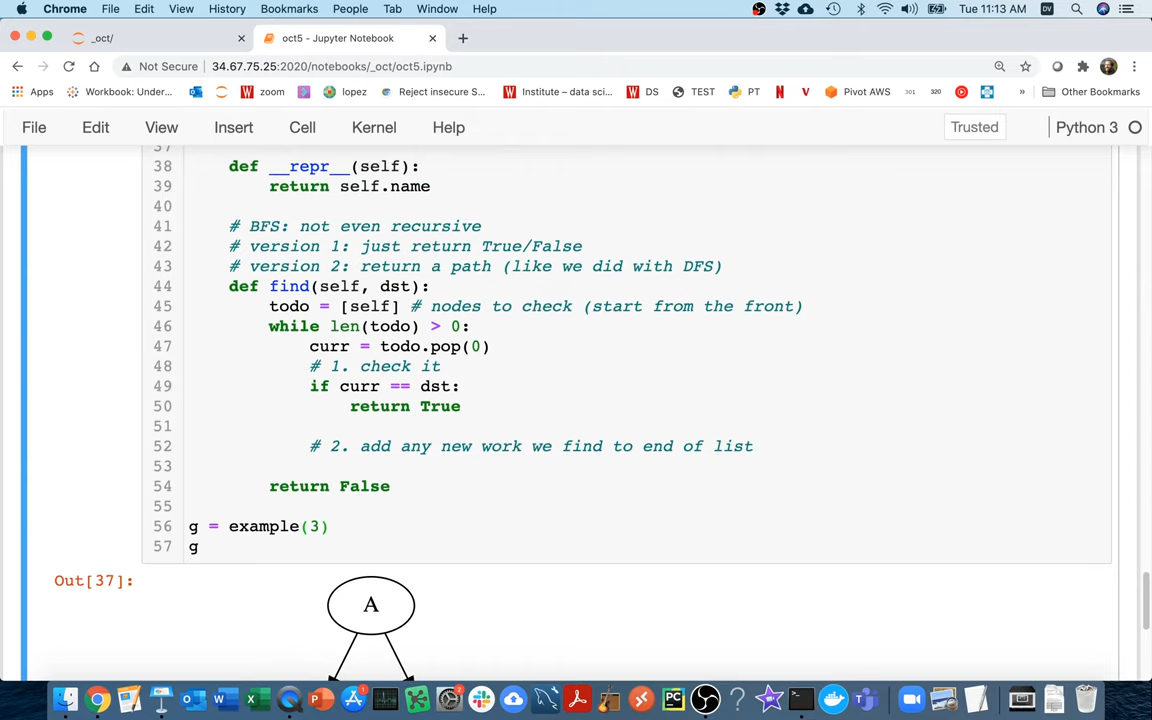 Chrome File Edit View History Bookmarks People Tab Window Help Tue 11:13 AM DV
_oct/ oct5 - Jupyter Notebook
Not Secure 34.67.75.25:2020/notebooks/_oct/oct5.ipynb
Apps Workbook: Under... zoom lopez Reject insecure S... Institute – data sci... DS TEST PT N V Pivot AWS 301 320 » Other Bookmarks
File Edit View Insert Cell Kernel Help Trusted Python 3
37
38 def __repr__(self):
39 return self.name
40
41 # BFS: not even recursive
42 # version 1: just return True/False
43 # version 2: return a path (like we did with DFS)
44 def find(self, dst):
45 todo = [self] # nodes to check (start from the front)
46 while len(todo) > 0:
47 curr = todo.pop(0)
48 # 1. check it
49 if curr == dst:
50 return True
51
52 # 2. add any new work we find to end of list
53
54 return False
55
56 g = example(3)
57 g
Out[37]:
A